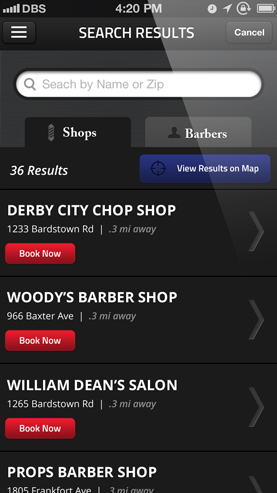 DBS 4:20 PM
SEARCH RESULTS Cancel
Seach by Name or Zip
Shops Barbers
36 Results View Results on Map
DERBY CITY CHOP SHOP
1233 Bardstown Rd | .3 mi away
Book Now
WOODY'S BARBER SHOP
966 Baxter Ave | .3 mi away
Book Now
WILLIAM DEAN'S SALON
1265 Bardstown Rd | .3 mi away
Book Now
PROPS BARBER SHOP
1805 Frankfort Ave | .5 mi away